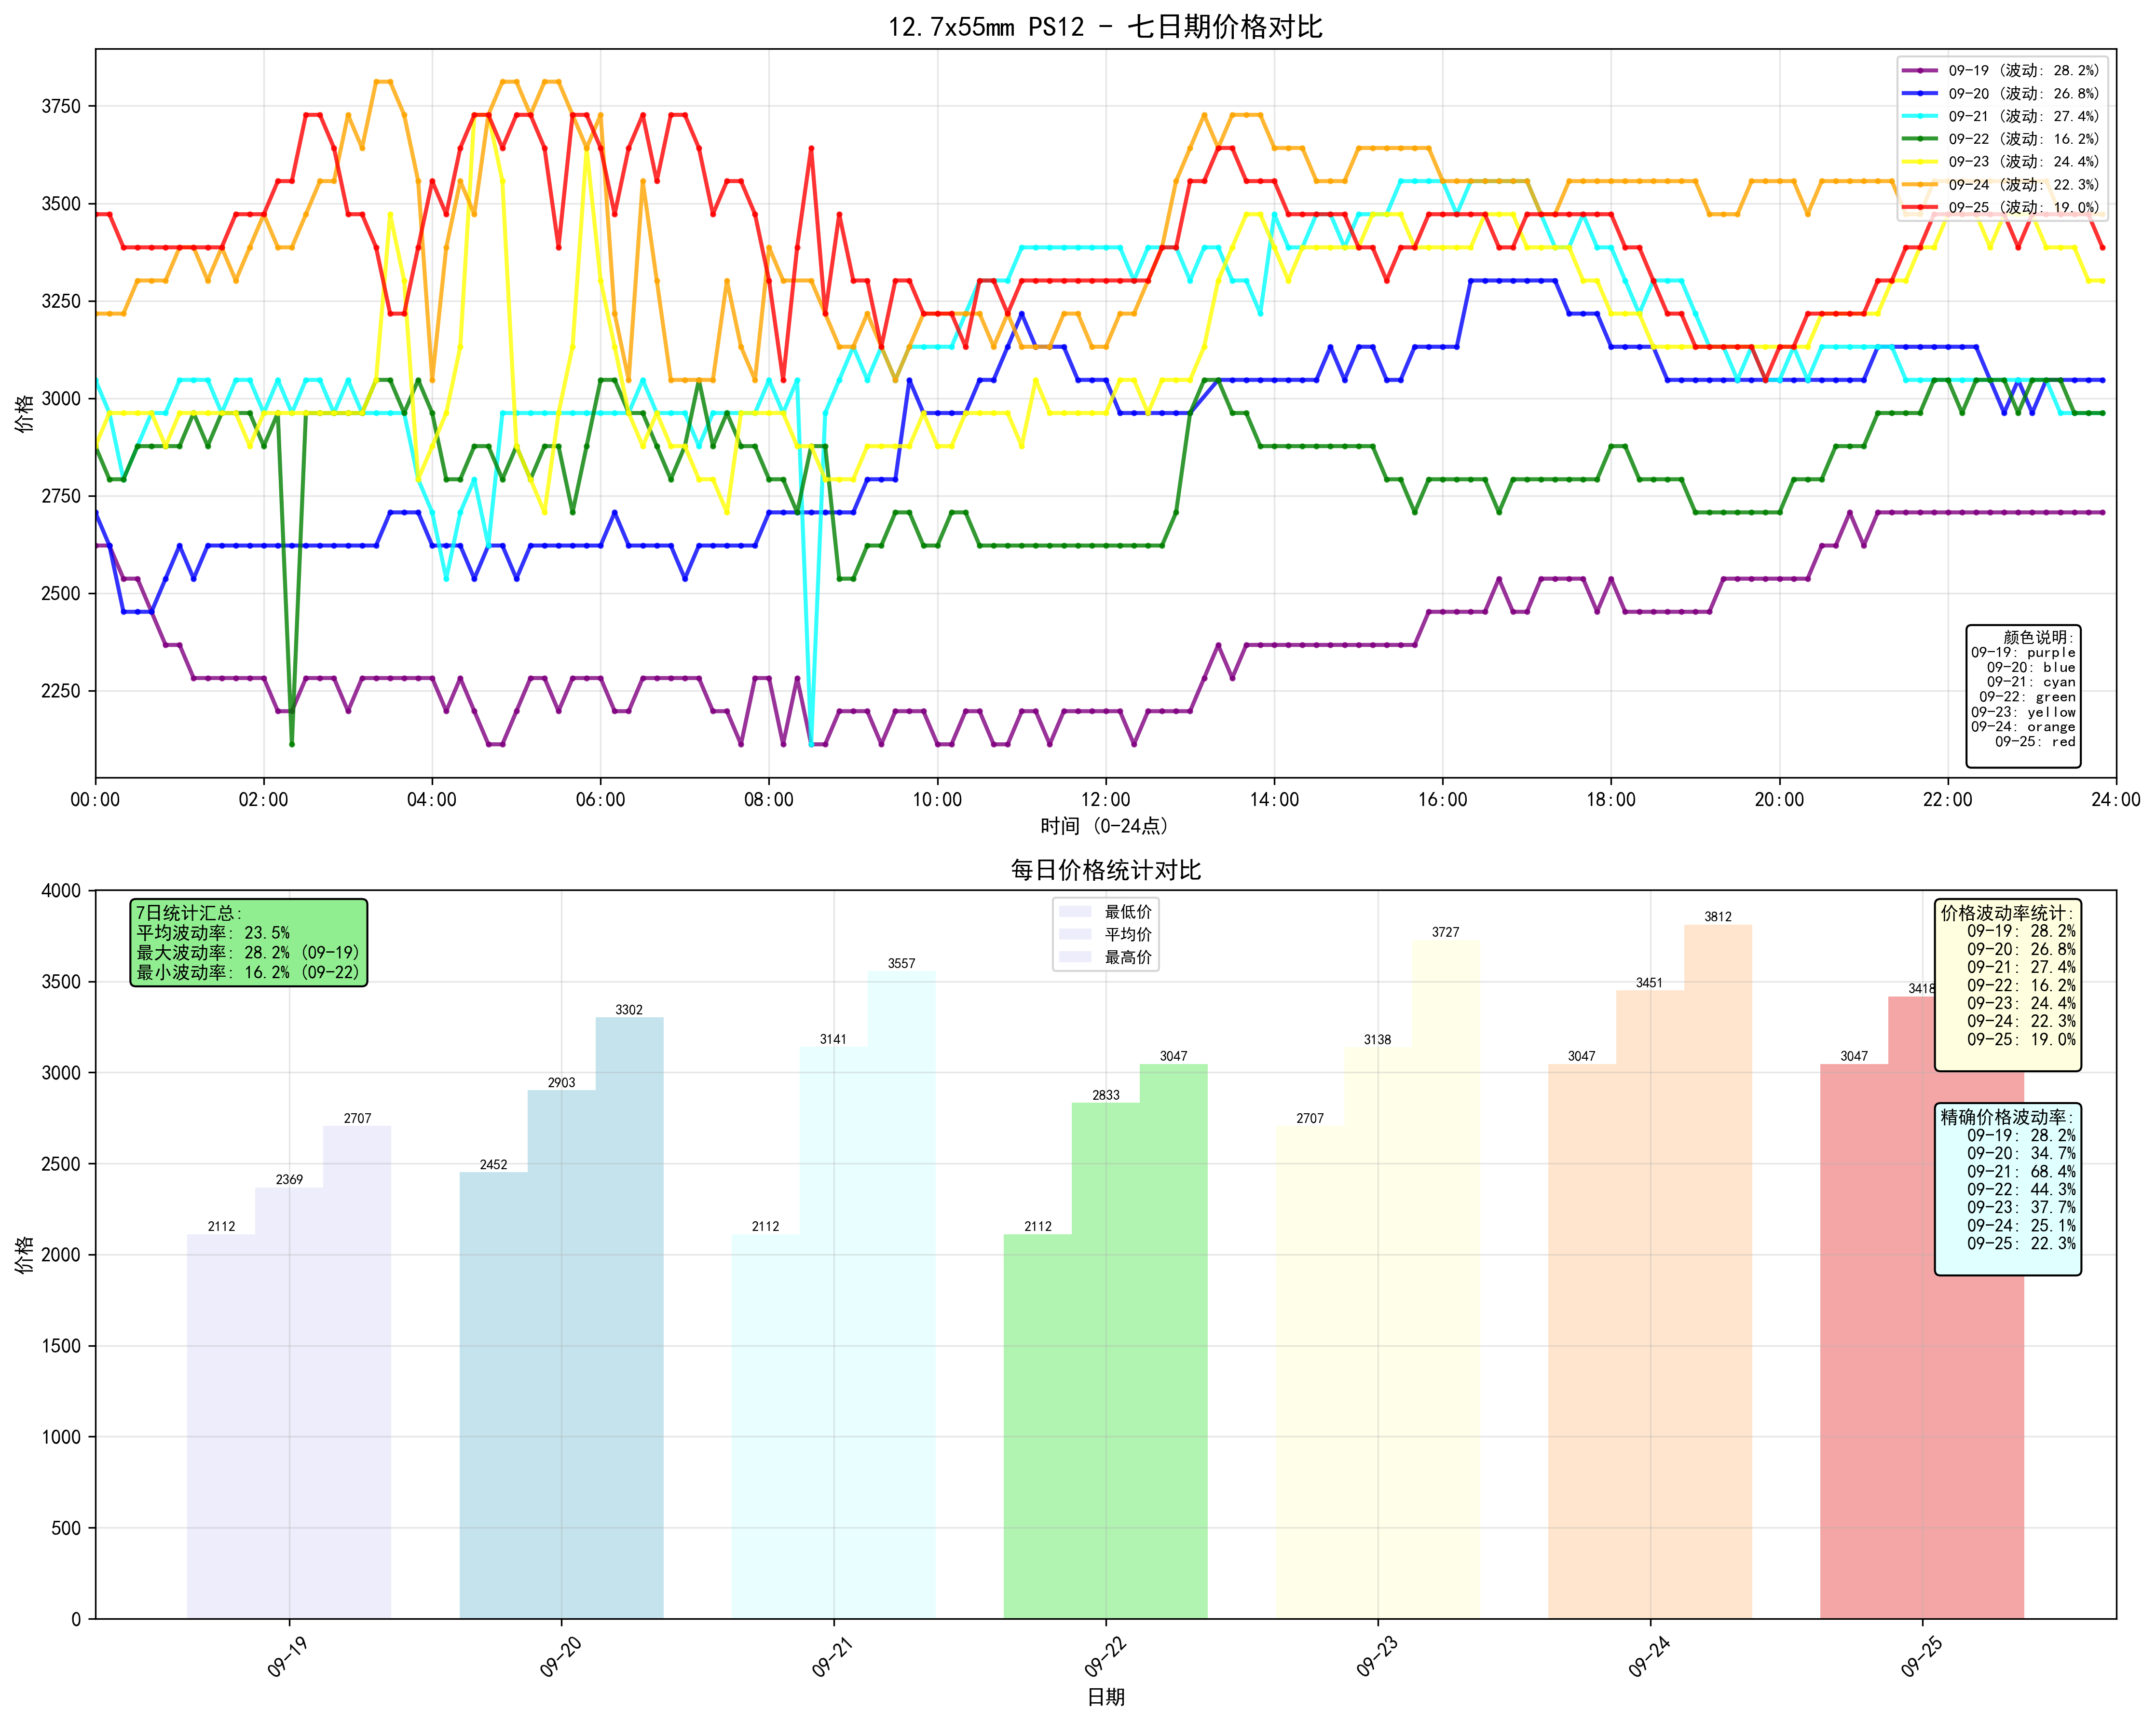 12.7x55mm PS12 - 七日期价格对比
价格
3750
3500
3250
3000
2750
2500
2250
09-19 (波动: 28.2%)
09-20 (波动: 26.8%)
09-21 (波动: 27.4%)
09-22 (波动: 16.2%)
09-23 (波动: 24.4%)
09-24 (波动: 22.3%)
09-25 (波动: 19.0%)
颜色说明:
09-19: purple
09-20: blue
09-21: cyan
09-22: green
09-23: yellow
09-24: orange
09-25: red
00:00 02:00 04:00 06:00 08:00 10:00 12:00 14:00 16:00 18:00 20:00 22:00 24:00
时间 (0-24点)
每日价格统计对比
价格
4000
3500
3000
2500
2000
1500
1000
500
0
7日统计汇总:
平均波动率: 23.5%
最大波动率: 28.2% (09-19)
最小波动率: 16.2% (09-22)
最低价
平均价
最高价
价格波动率统计:
09-19: 28.2%
09-20: 26.8%
09-21: 27.4%
09-22: 16.2%
09-23: 24.4%
09-24: 22.3%
09-25: 19.0%
精确价格波动率:
09-19: 28.2%
09-20: 34.7%
09-21: 68.4%
09-22: 44.3%
09-23: 37.7%
09-24: 25.1%
09-25: 22.3%
2112 2369 2707
2452 2903 3302
2112 3141 3557
2112 2833 3047
2707 3138 3727
3047 3451 3812
3047 3418
09-19 09-20 09-21 09-22 09-23 09-24 09-25
日期